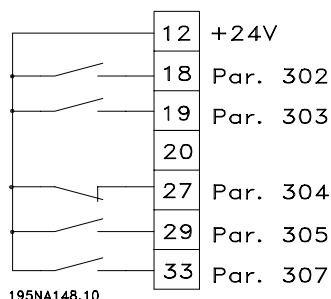 12 +24V
18 Par. 302
19 Par. 303
20
27 Par. 304
29 Par. 305
33 Par. 307
195NA148.10